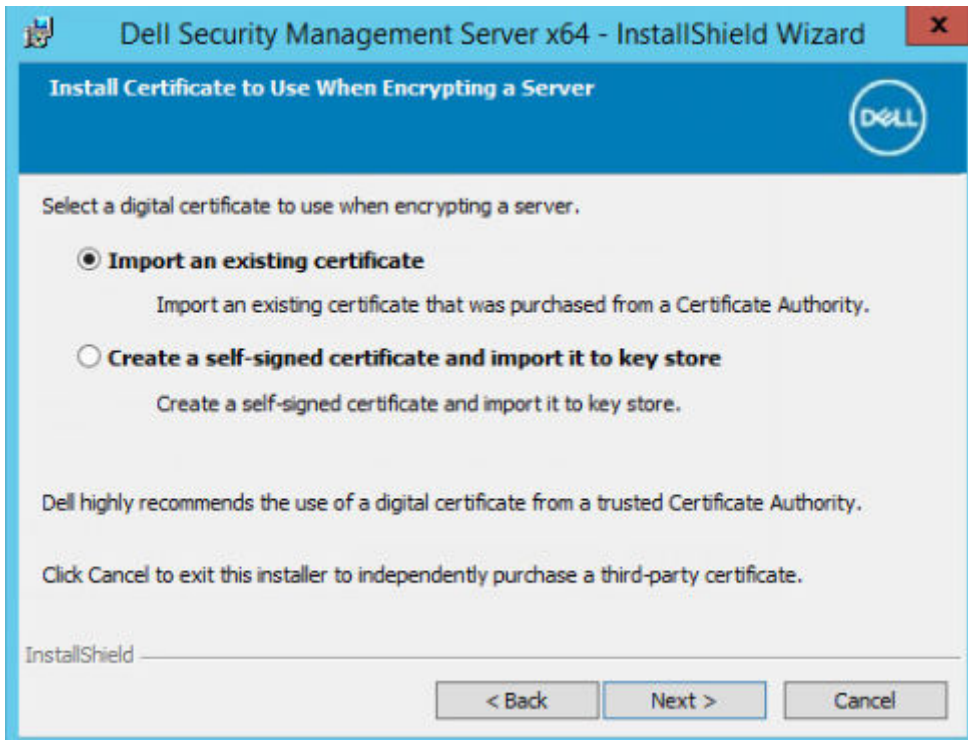 Dell Security Management Server x64 - InstallShield Wizard
x
Install Certificate to Use When Encrypting a Server
DELL
Select a digital certificate to use when encrypting a server.
Import an existing certificate
Import an existing certificate that was purchased from a Certificate Authority.
Create a self-signed certificate and import it to key store
Create a self-signed certificate and import it to key store.
Dell highly recommends the use of a digital certificate from a trusted Certificate Authority.
Click Cancel to exit this installer to independently purchase a third-party certificate.
InstallShield
< Back Next > Cancel